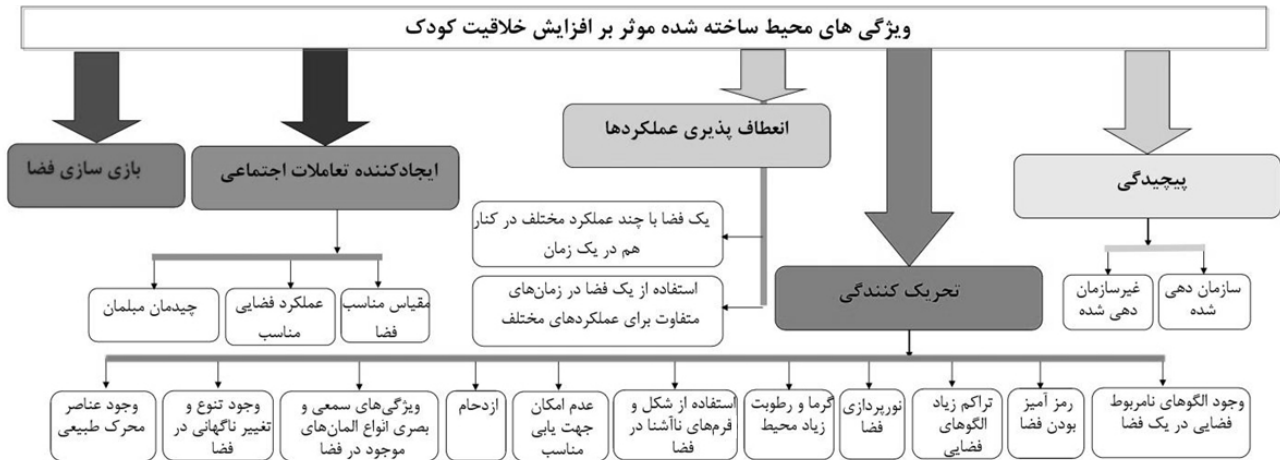 ویژگی های محیط ساخته شده موثر بر افزایش خلاقیت کودک
پیچیدگی
سازمان دهی
شده
غیرسازمان
دهی شده
تحریک کنندگی
وجود الگوهای نامربوط
فضایی در یک فضا
رمز آمیز
بودن فضا
تراکم زیاد
الگوهای
فضایی
نورپردازی
فضا
گرما و رطوبت
زیاد محیط
استفاده از شکل و
فرم‌های ناآشنا در
فضا
عدم امکان
جهت یابی
مناسب
ازدحام
ویژگی‌های سمعی و
بصری انواع المان‌های
موجود در فضا
وجود تنوع و
تغییر ناگهانی در
فضا
وجود عناصر
محرک طبیعی
انعطاف پذیری عملکردها
یک فضا با چند عملکرد مختلف در کنار
هم در یک زمان
استفاده از یک فضا در زمان‌های
متفاوت برای عملکردهای مختلف
ایجادکننده تعاملات اجتماعی
مقیاس مناسب
فضا
عملکرد فضایی
مناسب
چیدمان مبلمان
بازی سازی فضا